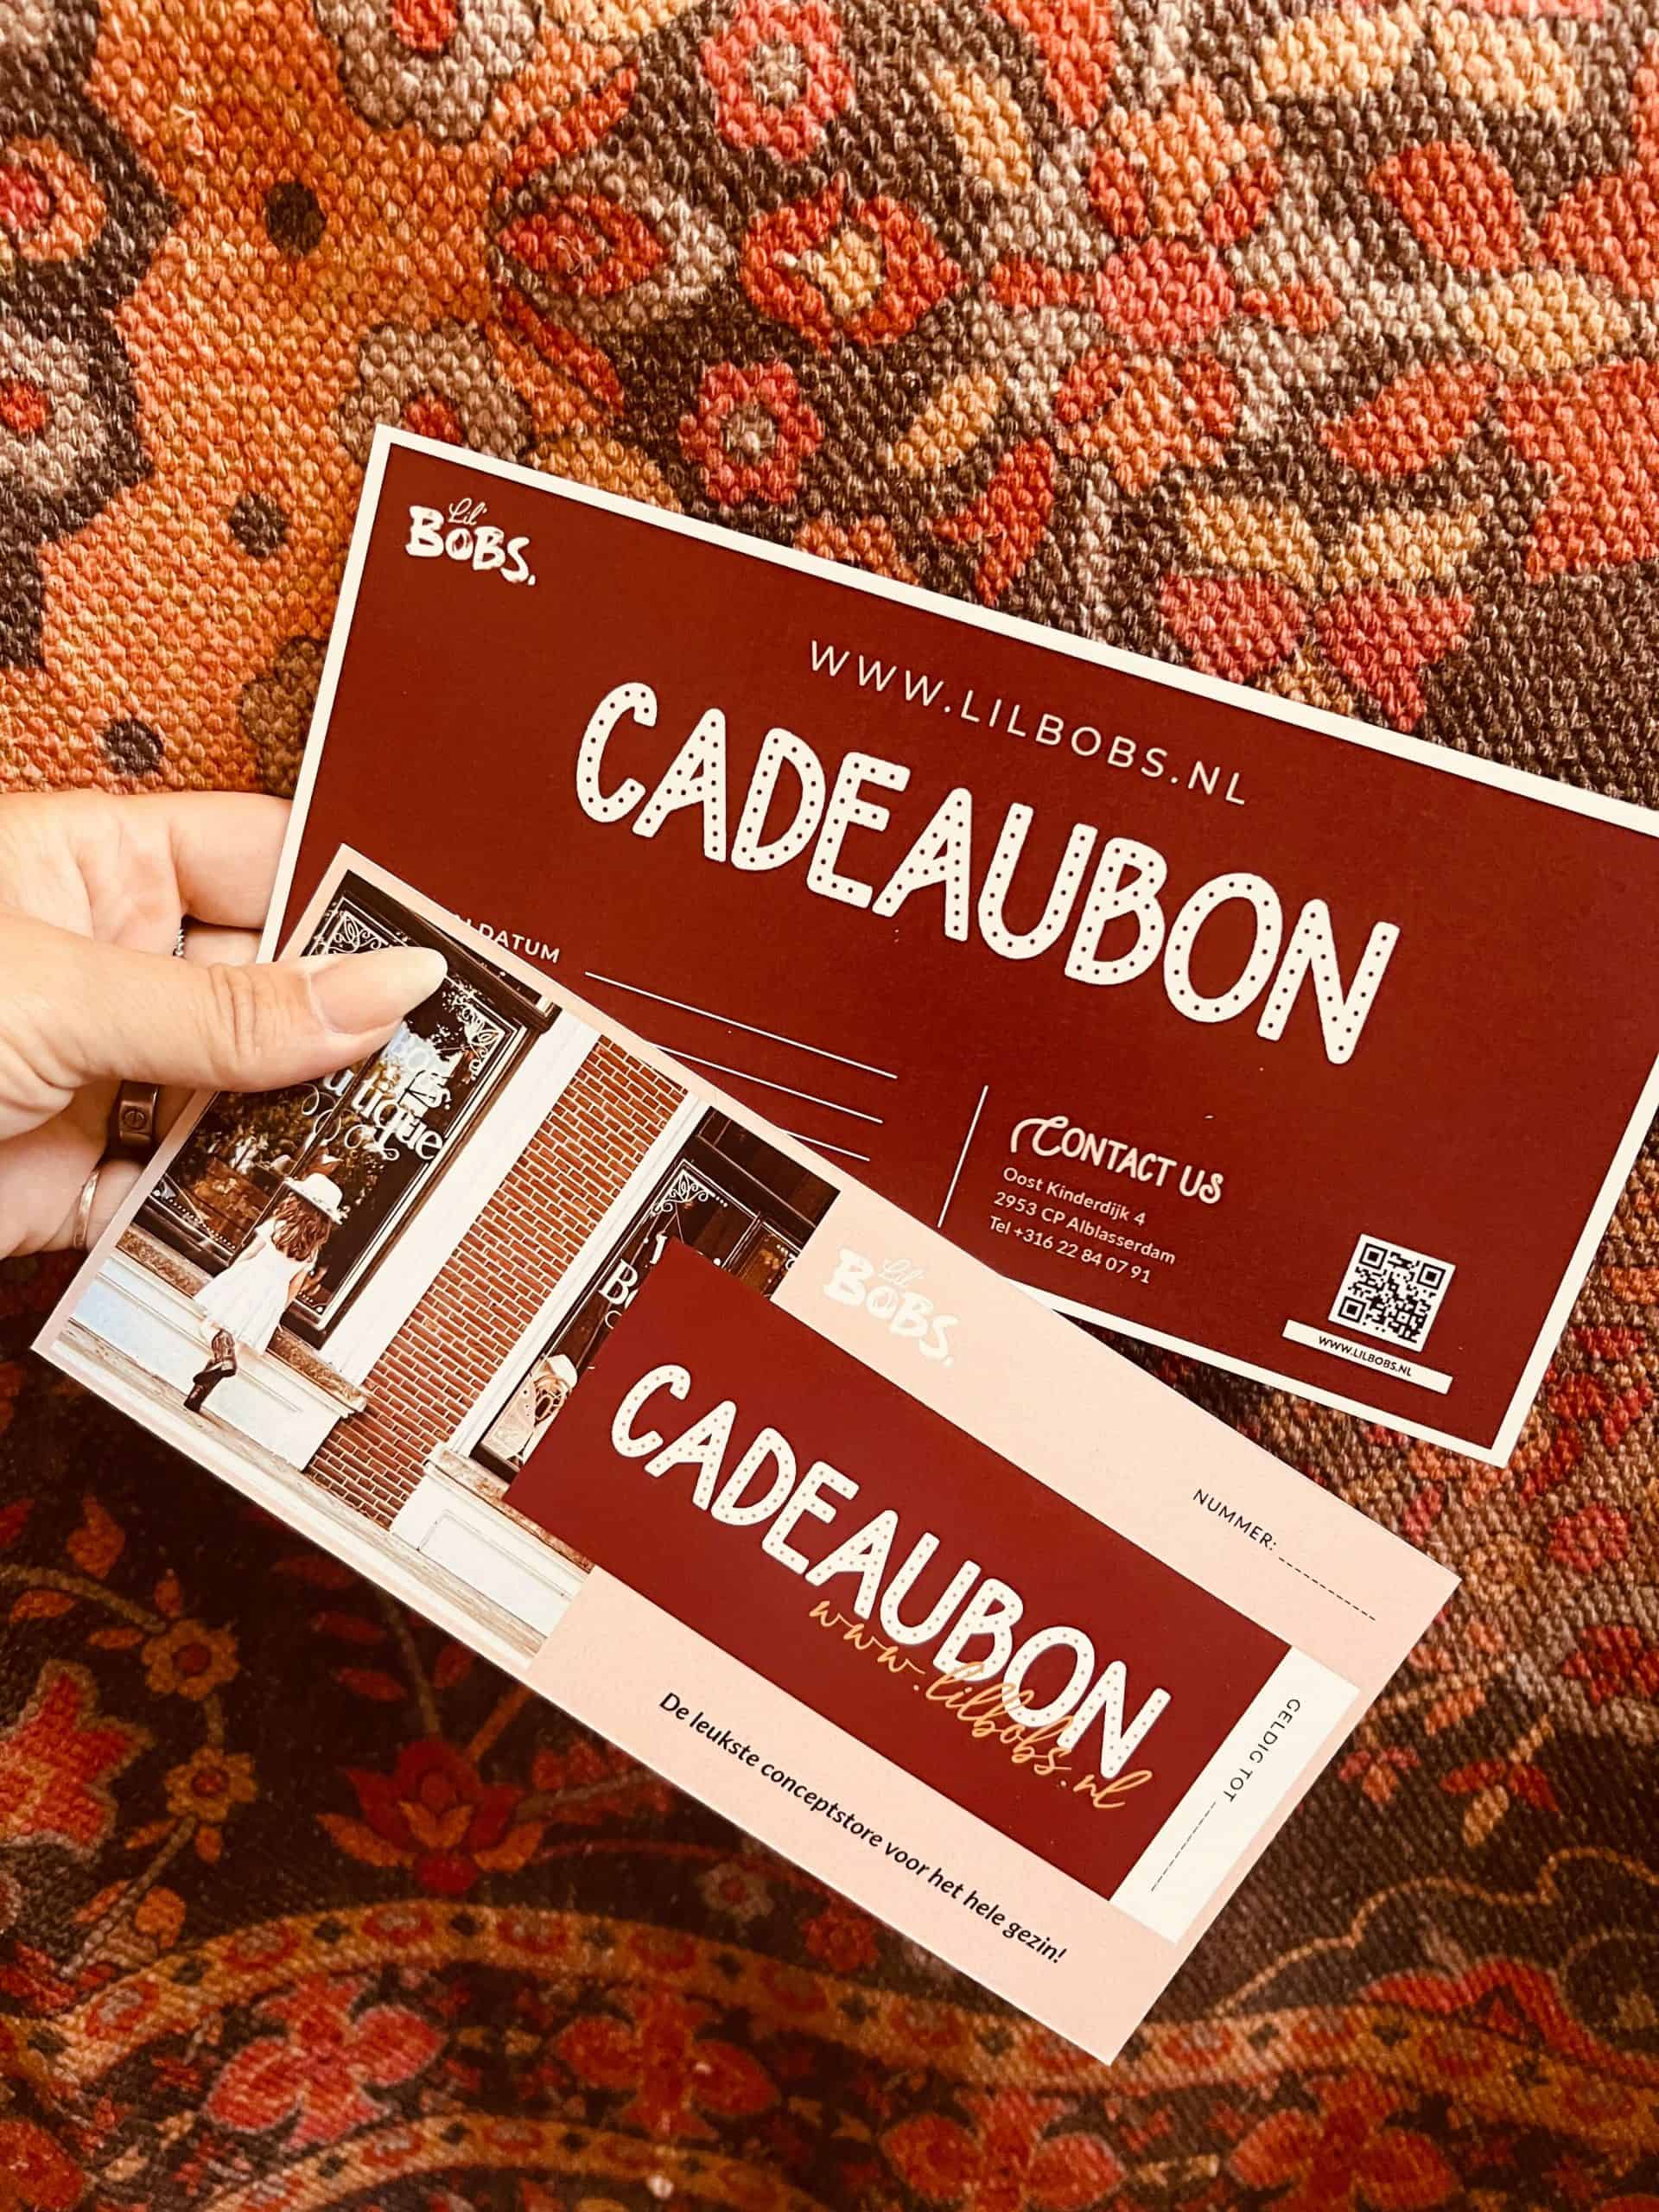 Lil'
BOBS.
WWW.LILBOBS.NL
CADEAUBON
DATUM
CONTACT US
Oost Kinderdijk 4
2953 CP Alblasserdam
Tel +316 22 84 07 91
WWW.LILBOBS.NL
Lil'
BOBS.
NUMMER:
CADEAUBON
www.lilbobs.nl
GELDIG TOT
De leukste conceptstore voor het hele gezin!